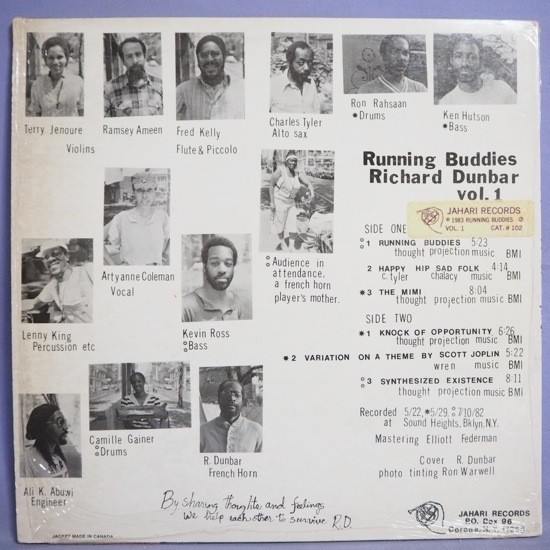 Terry Jenoure
Ramsey Ameen
Violins
Fred Kelly
Flute & Piccolo
Charles Tyler
Alto sax
Ron Rahsaan
*Drums
Ken Hutson
*Bass
Running Buddies
Richard Dunbar
vol. 1
JAHARI RECORDS
℗ 1983 RUNNING BUDDIES ℗
VOL. 1 CAT. # 102
SIDE ONE
1 RUNNING BUDDIES 5:23
thought projection music BMI
2 HAPPY HIP SAD FOLK 4:14
c. tyler chalacy music BMI
*3 THE MIMI 8:04
thought projection music BMI
SIDE TWO
*1 KNOCK OF OPPORTUNITY 6:26
thought projection music BMI
*2 VARIATION ON A THEME BY SCOTT JOPLIN 5:22
wren music BMI
3 SYNTHESIZED EXISTENCE 8:11
thought projection music BMI
Recorded 5/22, *5/29, 7/10/82
at Sound Heights, Bklyn, N.Y.
Mastering Elliott Federman
Cover R. Dunbar
photo tinting Ron Warwell
Artyanne Coleman
Vocal
Audience in
attendance,
a french horn
player's mother.
Lenny King
Percussion etc
Kevin Ross
Bass
Camille Gainer
Drums
R. Dunbar
French Horn
Ali K. Abuwi
Engineer
By sharing thoughts and feelings
we help each other to survive R.D.
JACKET MADE IN CANADA
JAHARI RECORDS
P.O. Box 96
Corona, N.Y.